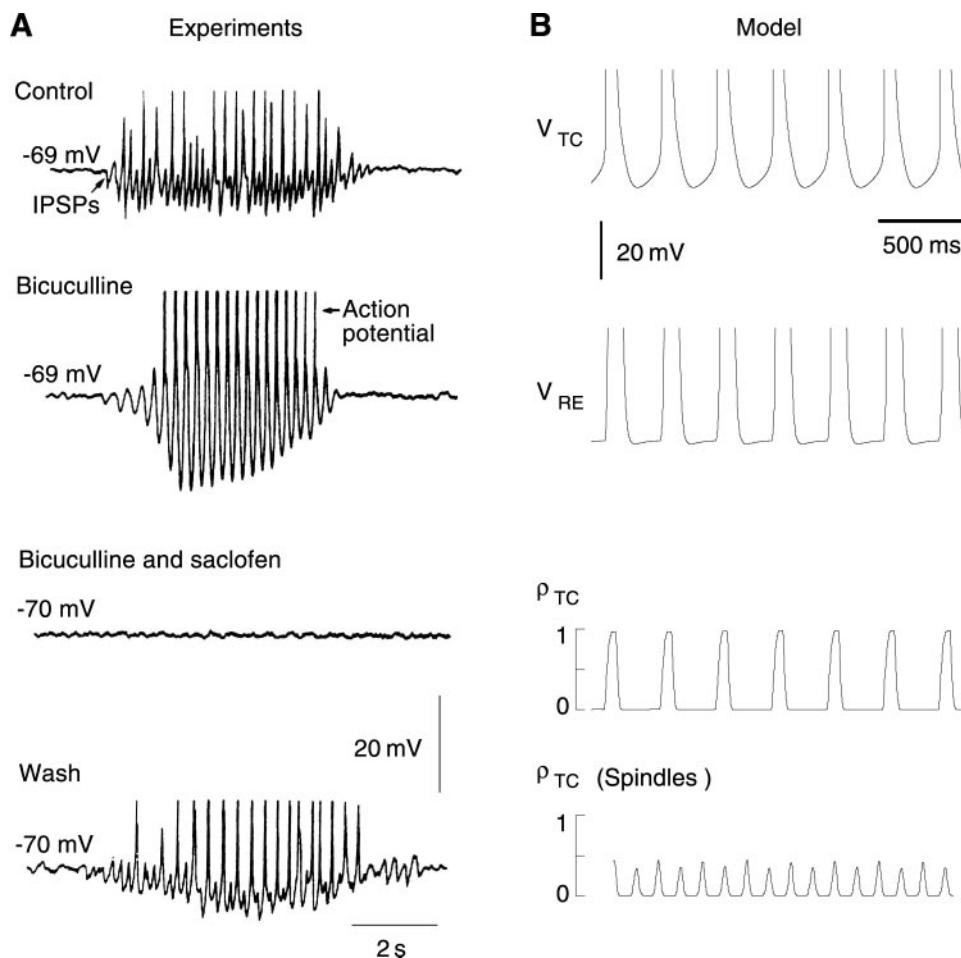 A
Experiments
Control
-69 mV
IPSPs
Bicuculline
Action
potential
-69 mV
Bicuculline and saclofen
-70 mV
20 mV
Wash
-70 mV
2 s
B
Model
V TC
20 mV
500 ms
V RE
ρ TC
1
0
ρ TC (Spindles )
1
0